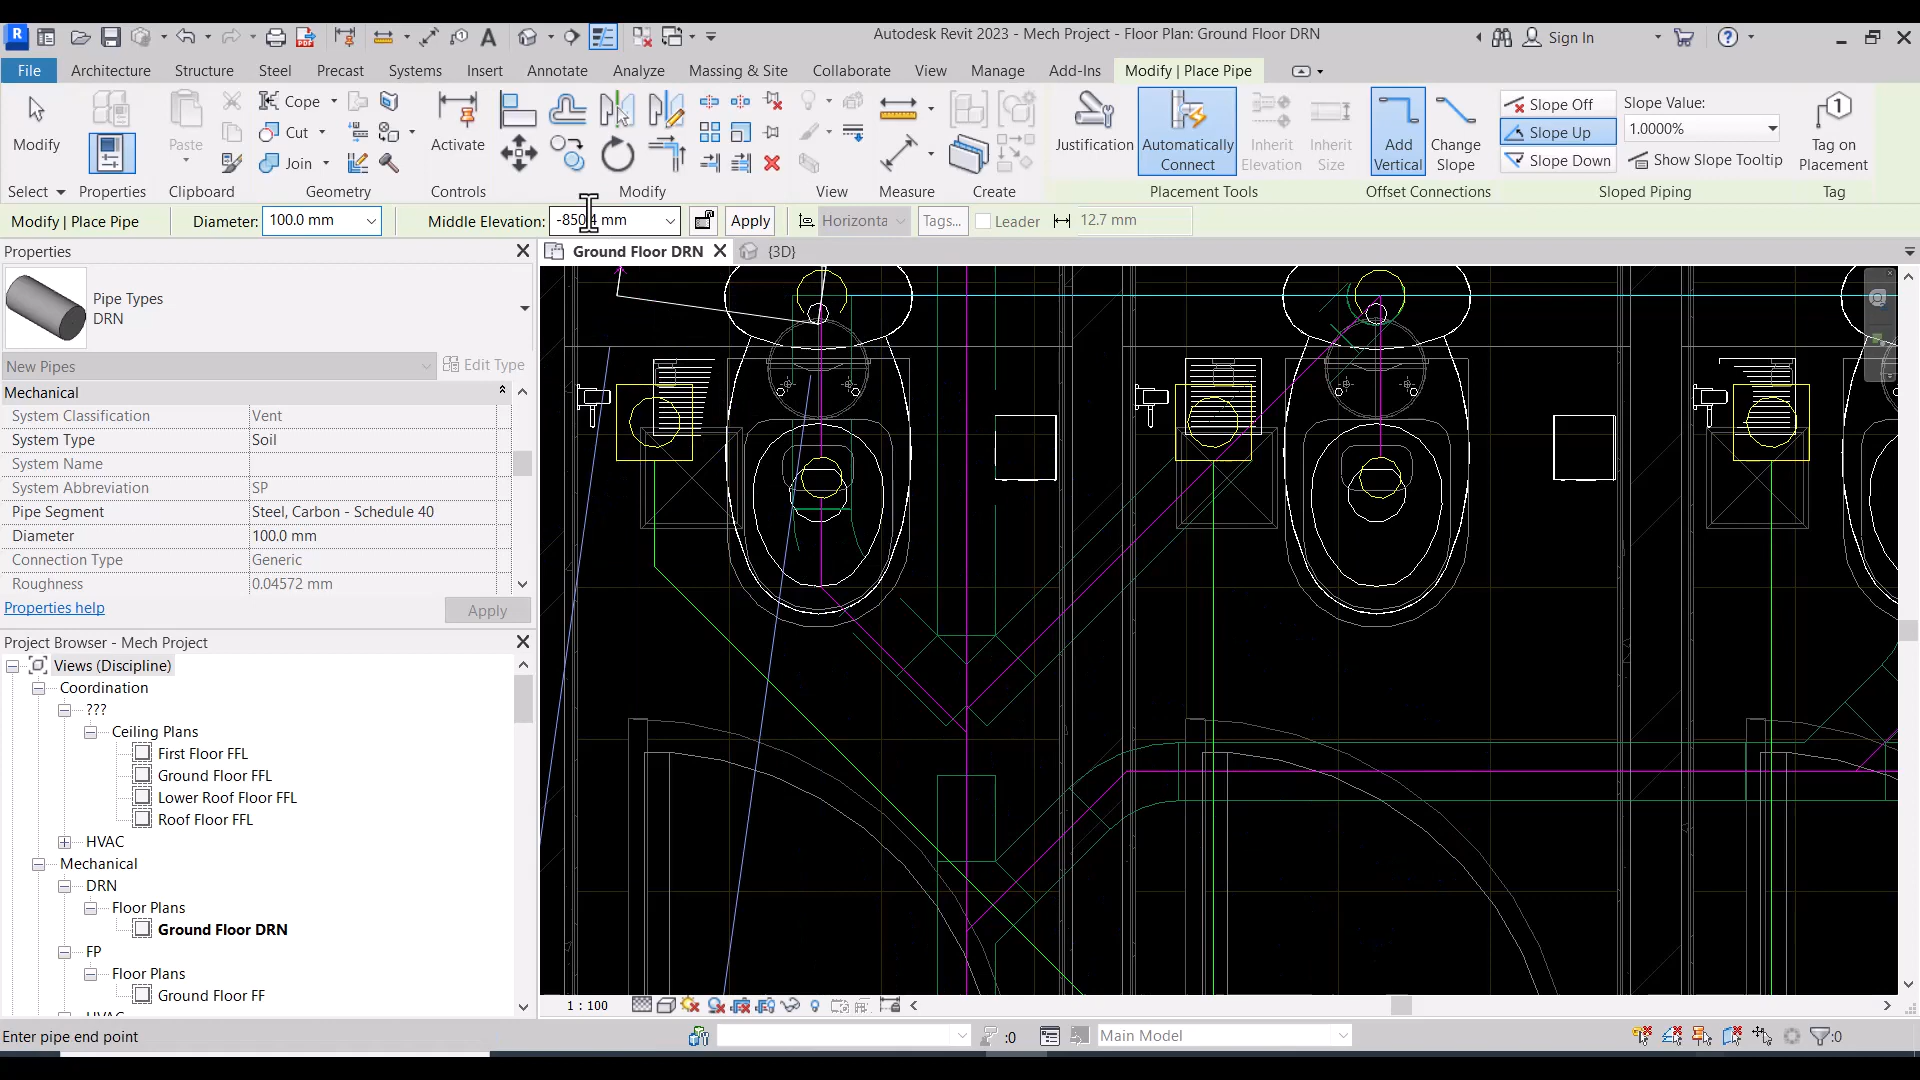 Autodesk Revit 2023 - Mech Project - Floor Plan: Ground Floor DRN
Sign In
File
Architecture
Structure
Steel
Precast
Systems
Insert
Annotate
Analyze
Massing & Site
Collaborate
View
Manage
Add-Ins
Modify | Place Pipe
Modify
Paste
Cope
Cut
Join
Activate
Justification
Automatically
Connect
Inherit
Elevation
Inherit
Size
Add
Vertical
Change
Slope
Slope Off
Slope Up
Slope Down
Slope Value:
1.0000%
Show Slope Tooltip
Tag on
Placement
Select
Properties
Clipboard
Geometry
Controls
Modify
View
Measure
Create
Placement Tools
Offset Connections
Sloped Piping
Tag
Modify | Place Pipe
Diameter:
100.0 mm
Middle Elevation:
-850.4 mm
Apply
Horizonta
Tags...
Leader
12.7 mm
Properties
Ground Floor DRN
{3D}
Pipe Types
DRN
New Pipes
Edit Type
Mechanical
System Classification
Vent
System Type
Soil
System Name
System Abbreviation
SP
Pipe Segment
Steel, Carbon - Schedule 40
Diameter
100.0 mm
Connection Type
Generic
Roughness
0.04572 mm
Properties help
Apply
Project Browser - Mech Project
Views (Discipline)
Coordination
???
Ceiling Plans
First Floor FFL
Ground Floor FFL
Lower Roof Floor FFL
Roof Floor FFL
HVAC
Mechanical
DRN
Floor Plans
Ground Floor DRN
FP
Floor Plans
Ground Floor FF
1 : 100
Enter pipe end point
:0
Main Model
:0